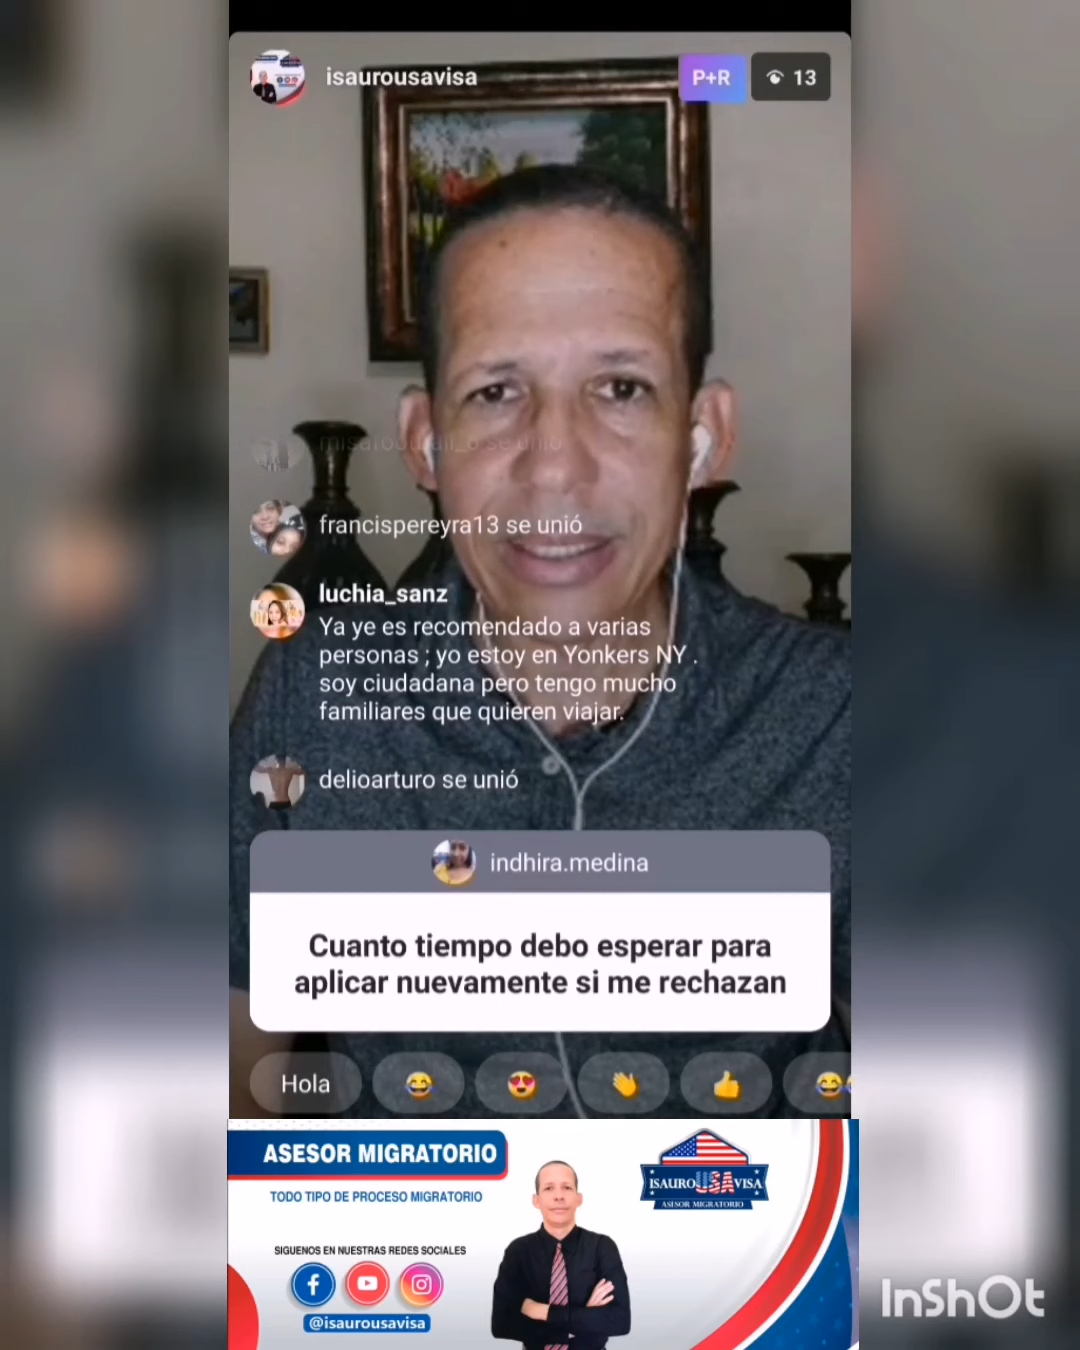 isaurousavisa
P+R
13
se unió
francispereyra13 se unió
luchia_sanz
Ya ye es recomendado a varias
personas ; yo estoy en Yonkers NY .
soy ciudadana pero tengo mucho
familiares que quieren viajar.
delioarturo se unió
indhira.medina
Cuanto tiempo debo esperar para
aplicar nuevamente si me rechazan
Hola
ASESOR MIGRATORIO
TODO TIPO DE PROCESO MIGRATORIO
ISAURO USA VISA
ASESOR MIGRATORIO
SIGUENOS EN NUESTRAS REDES SOCIALES
@isaurousavisa
InShOt